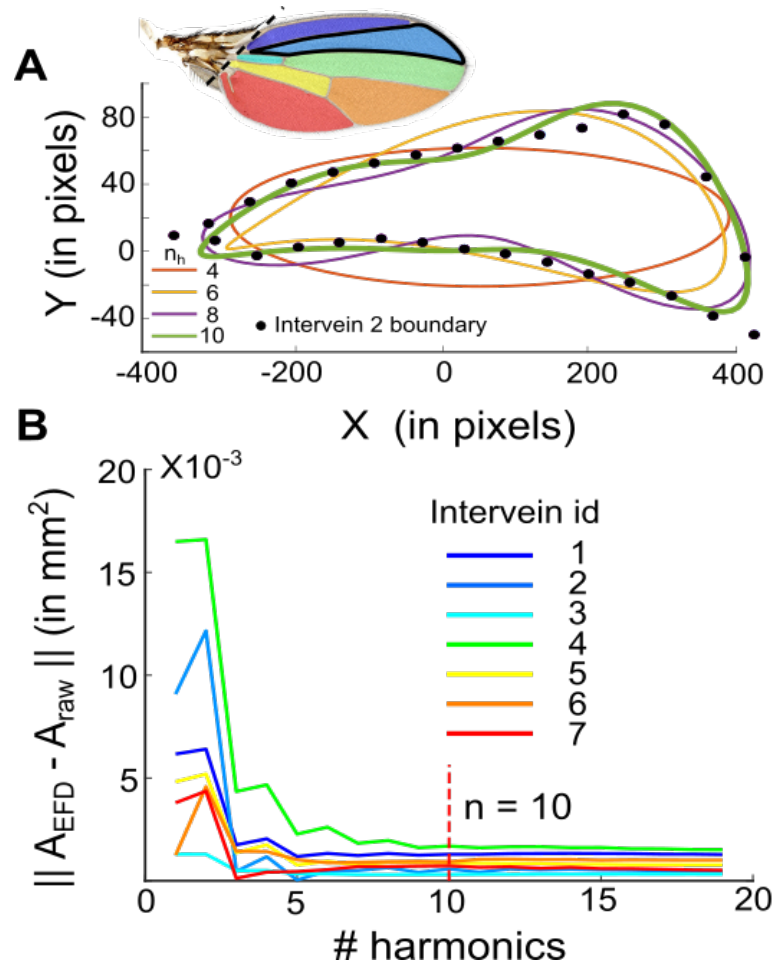 A
Y (in pixels)
80
40
0
-40
n_h
4
6
8
10
Intervein 2 boundary
-400
-200
0
200
400
X (in pixels)
B
X10⁻³
|| A_EFD - A_raw || (in mm²)
20
15
10
5
Intervein id
1
2
3
4
5
6
7
n = 10
0
5
10
15
20
# harmonics